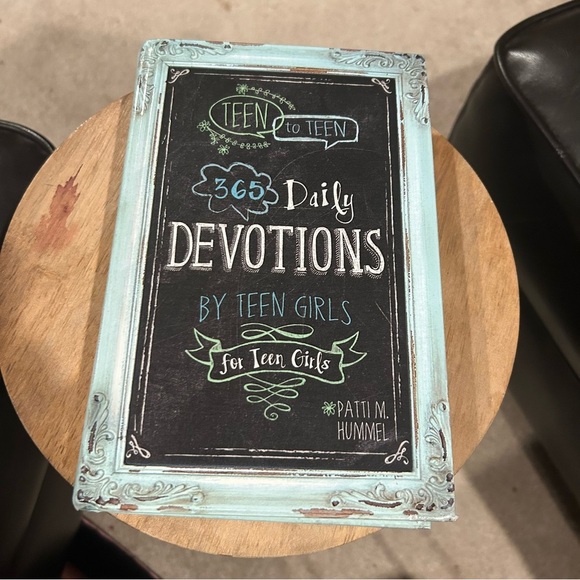 TEEN
to TEEN
365 Daily
DEVOTIONS
BY TEEN GIRLS
for Teen Girls
PATTI M.
HUMMEL